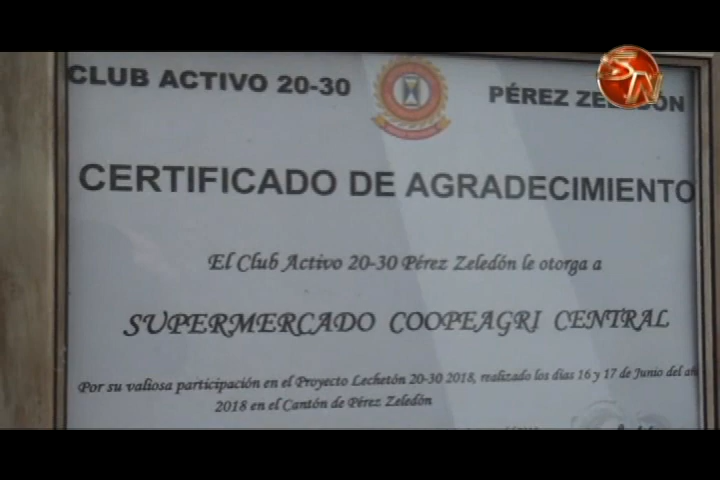 CLUB ACTIVO 20-30
PÉREZ ZELEDÓN
SN
CERTIFICADO DE AGRADECIMIENTO
El Club Activo 20-30 Pérez Zeledón le otorga a
SUPERMERCADO COOPEAGRI CENTRAL
Por su valiosa participación en el Proyecto Lechetón 20-30 2018, realizado los días 16 y 17 de Junio del añ
2018 en el Cantón de Pérez Zeledón